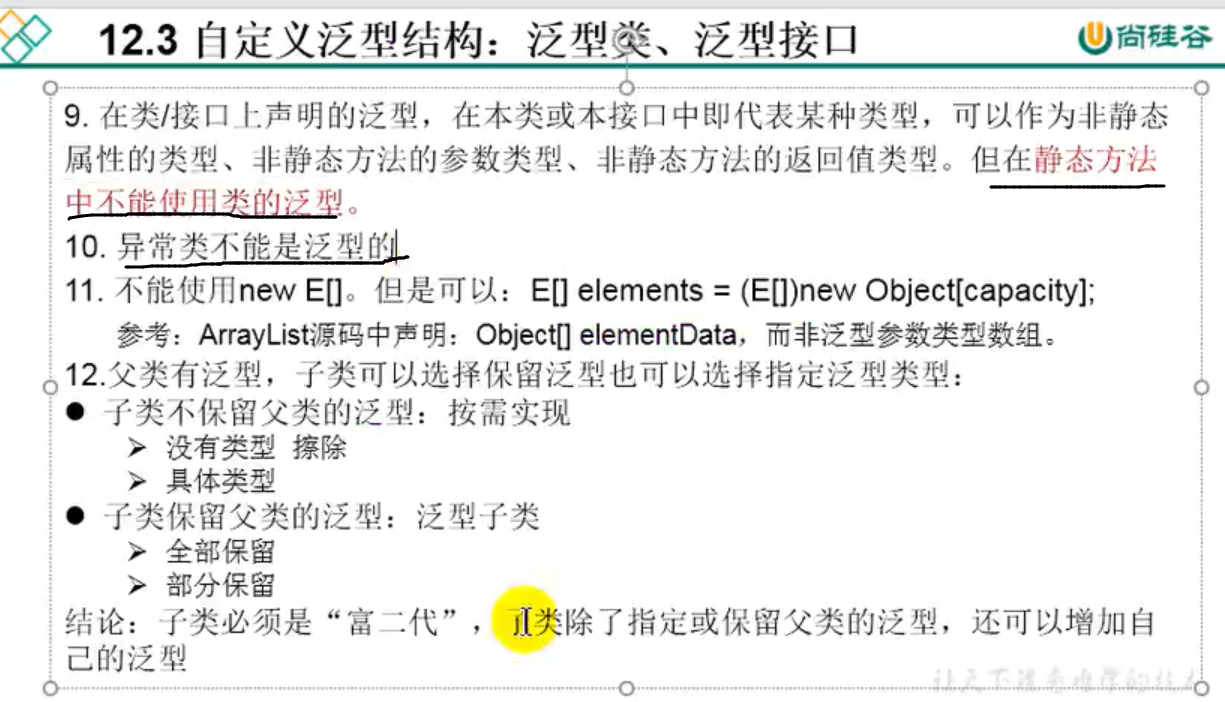 12.3 自定义泛型结构：泛型类、泛型接口
尚硅谷
9. 在类/接口上声明的泛型，在本类或本接口中即代表某种类型，可以作为非静态
属性的类型、非静态方法的参数类型、非静态方法的返回值类型。但在静态方法
中不能使用类的泛型。
10. 异常类不能是泛型的
11. 不能使用new E[]。但是可以：E[] elements = (E[])new Object[capacity];
参考：ArrayList源码中声明：Object[] elementData，而非泛型参数类型数组。
12.父类有泛型，子类可以选择保留泛型也可以选择指定泛型类型：
● 子类不保留父类的泛型：按需实现
➢ 没有类型 擦除
➢ 具体类型
● 子类保留父类的泛型：泛型子类
➢ 全部保留
➢ 部分保留
结论：子类必须是“富二代”，子类除了指定或保留父类的泛型，还可以增加自
己的泛型
让天下没有难学的技术